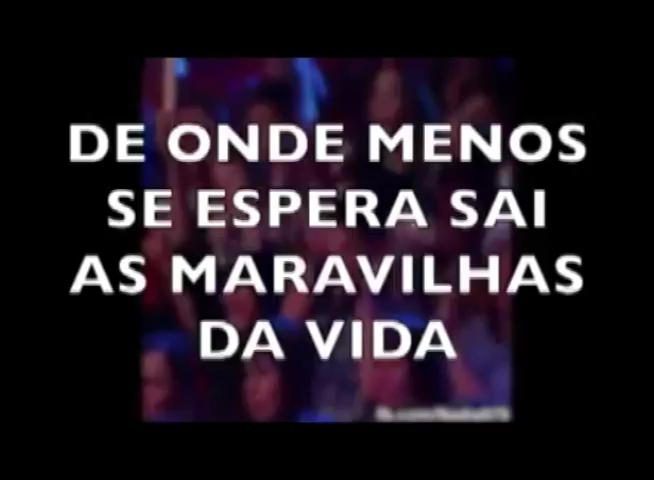 DE ONDE MENOS
SE ESPERA SAI
AS MARAVILHAS
DA VIDA